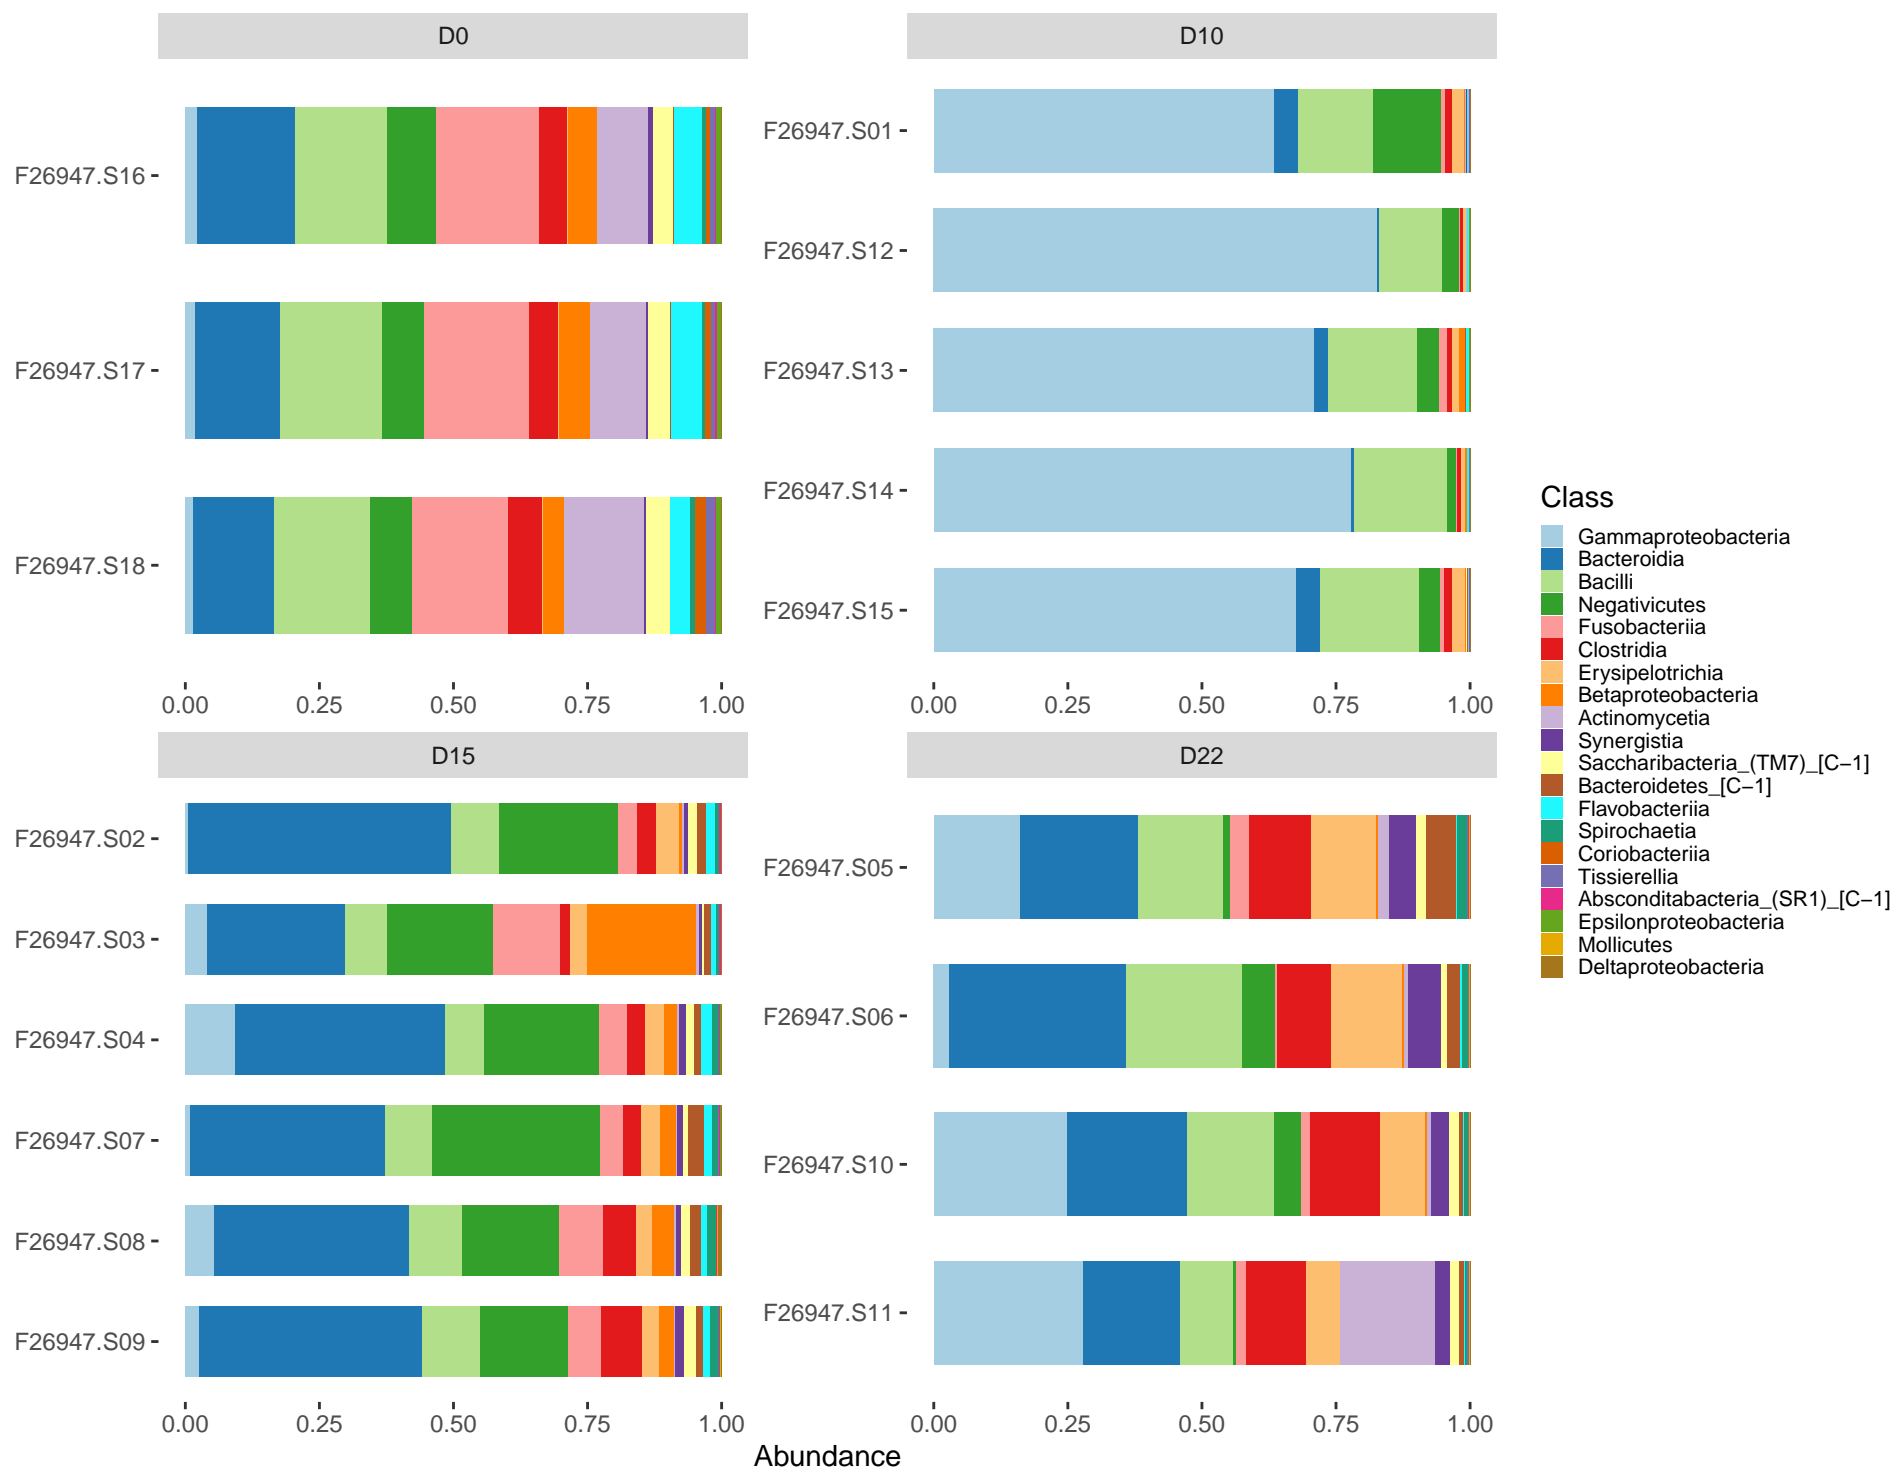 D0
F26947.S16
F26947.S17
F26947.S18
0.00 0.25 0.50 0.75 1.00
D10
F26947.S01
F26947.S12
F26947.S13
F26947.S14
F26947.S15
0.00 0.25 0.50 0.75 1.00
D15
F26947.S02
F26947.S03
F26947.S04
F26947.S07
F26947.S08
F26947.S09
0.00 0.25 0.50 0.75 1.00
D22
F26947.S05
F26947.S06
F26947.S10
F26947.S11
0.00 0.25 0.50 0.75 1.00
Abundance
Class
Gammaproteobacteria
Bacteroidia
Bacilli
Negativicutes
Fusobacteriia
Clostridia
Erysipelotrichia
Betaproteobacteria
Actinomycetia
Synergistia
Saccharibacteria_(TM7)_[C−1]
Bacteroidetes_[C−1]
Flavobacteriia
Spirochaetia
Coriobacteriia
Tissierellia
Absconditabacteria_(SR1)_[C−1]
Epsilonproteobacteria
Mollicutes
Deltaproteobacteria